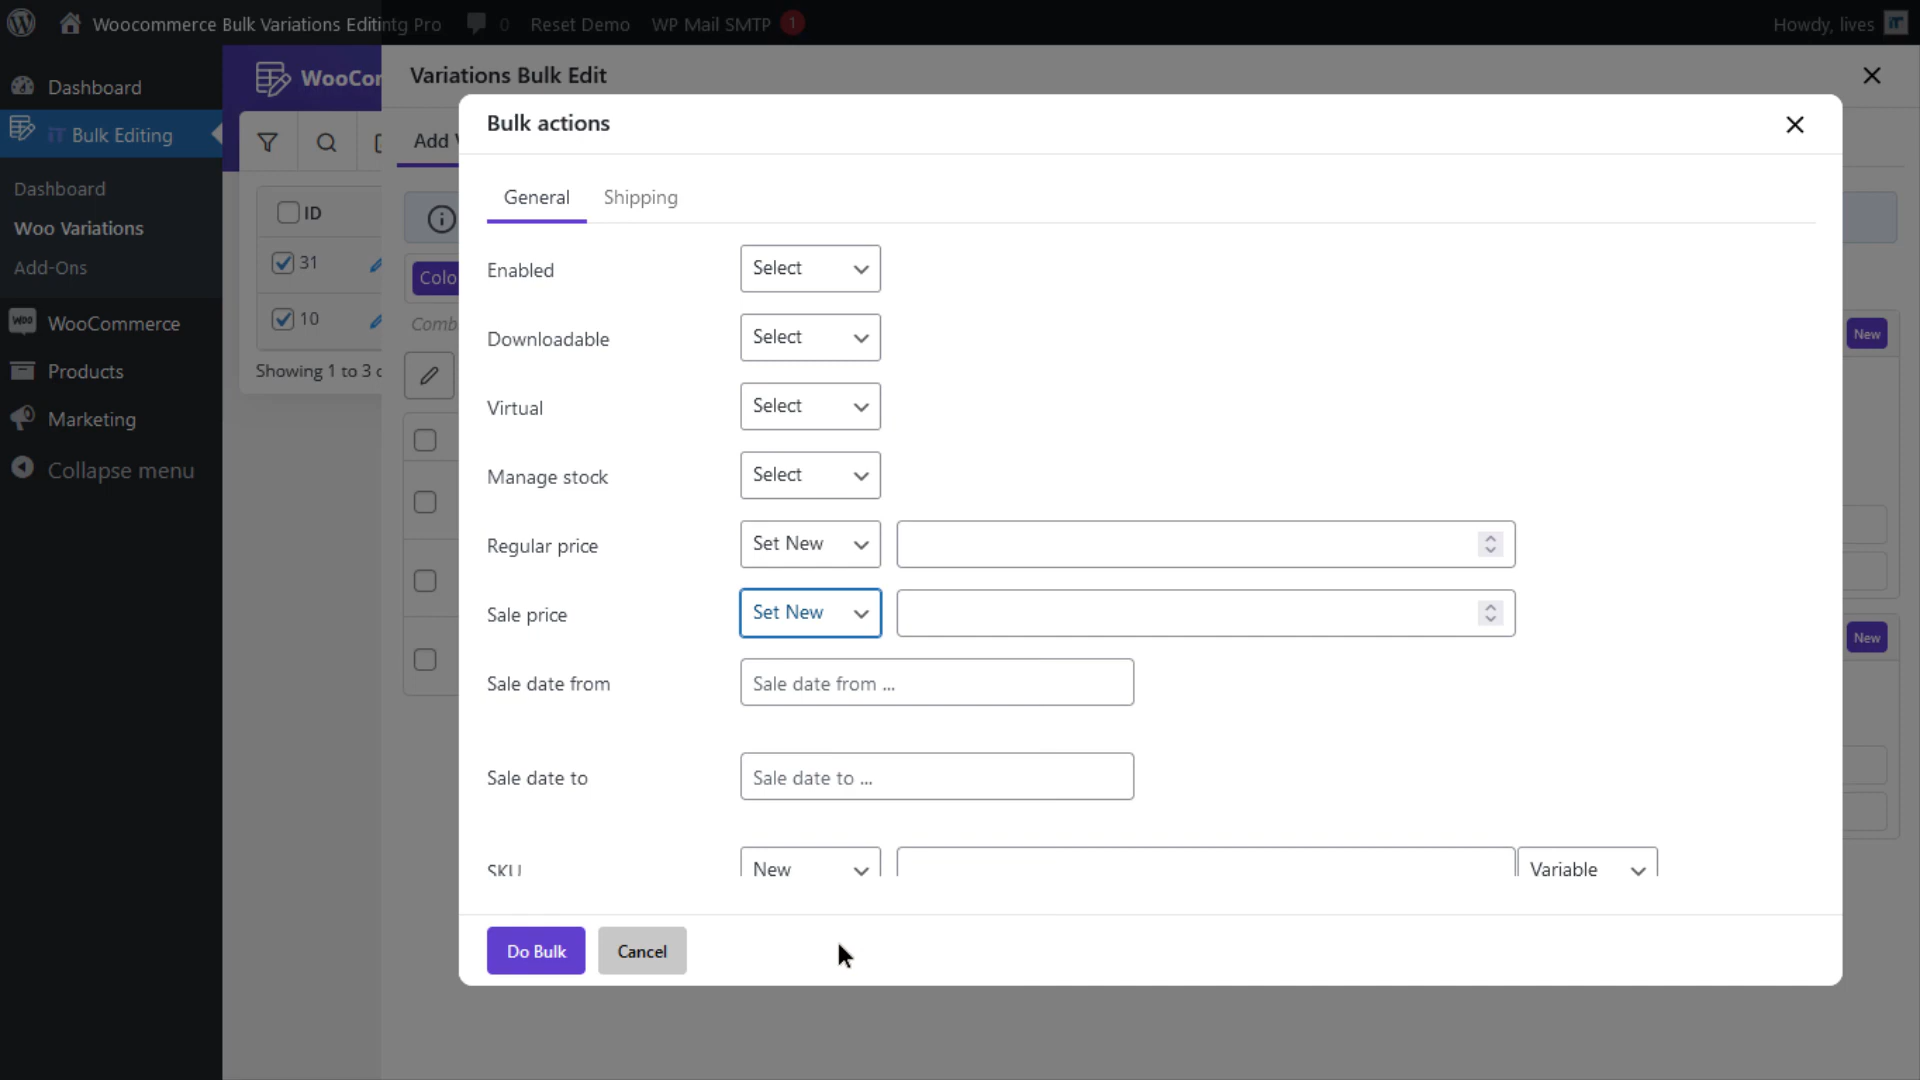 Woocommerce Bulk Variations Editintg Pro
0
Reset Demo
WP Mail SMTP
1
Howdy, lives
iT
Dashboard
iT Bulk Editing
Dashboard
Woo Variations
Add-Ons
WOO WooCommerce
Products
Marketing
Collapse menu
WooCor
Variations Bulk Edit
Add V
ID
31
10
Showing 1 to 3 o
Colo
Comb
New
New
Bulk actions
General
Shipping
Enabled
Select
Downloadable
Select
Virtual
Select
Manage stock
Select
Regular price
Set New
Sale price
Set New
Sale date from
Sale date from ...
Sale date to
Sale date to ...
SKU
New
Variable
Do Bulk
Cancel